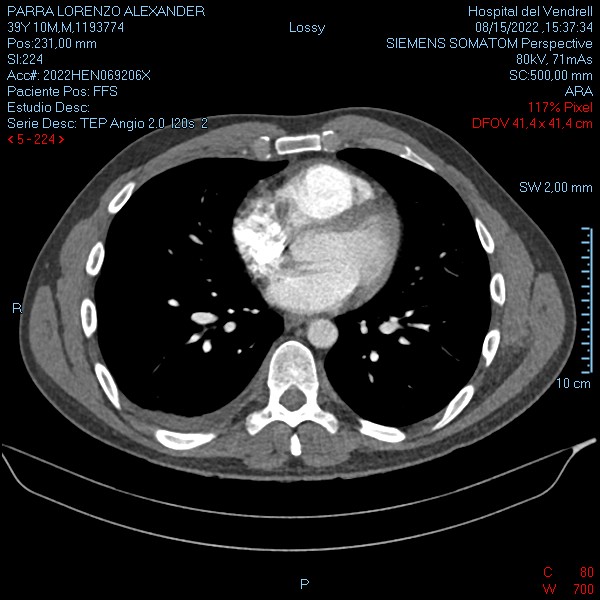 PARRA LORENZO ALEXANDER
39Y 10M,M,1193774
Pos:231,00 mm
SI:224
Acc#: 2022HEN069206X
Paciente Pos: FFS
Estudio Desc:
Serie Desc: TEP Angio 2.0 I20s 2
< 5 - 224 >
Lossy
Hospital del Vendrell
08/15/2022 ,15:37:34
SIEMENS SOMATOM Perspective
80kV, 71mAs
SC:500,00 mm
ARA
117% Pixel
DFOV 41,4 x 41,4 cm
SW 2,00 mm
R
10 cm
P
C 80
W 700